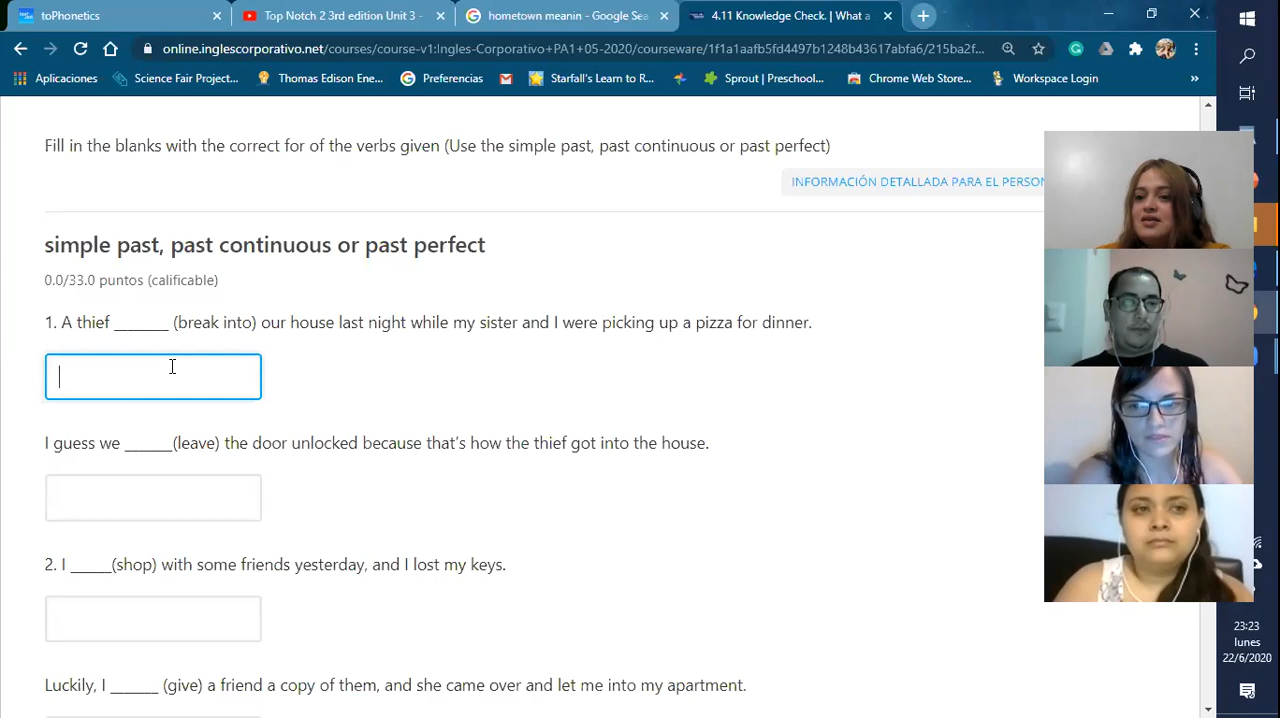 toPhonetics
Top Notch 2 3rd edition Unit 3 -
hometown meanin - Google Sea
4.11 Knowledge Check. | What a
online.inglescorporativo.net/courses/course-v1:Ingles-Corporativo+PA1+05-2020/courseware/1f1a1aafb5fd4497b1248b43617abfa6/215ba2f...
Aplicaciones
Science Fair Project...
Thomas Edison Ene...
Preferencias
Starfall's Learn to R...
Sprout | Preschool...
Chrome Web Store...
Workspace Login
»
Fill in the blanks with the correct for of the verbs given (Use the simple past, past continuous or past perfect)
INFORMACIÓN DETALLADA PARA EL PERSON
simple past, past continuous or past perfect
0.0/33.0 puntos (calificable)
1. A thief _______ (break into) our house last night while my sister and I were picking up a pizza for dinner.
I guess we ______(leave) the door unlocked because that's how the thief got into the house.
2. I _____(shop) with some friends yesterday, and I lost my keys.
Luckily, I ______ (give) a friend a copy of them, and she came over and let me into my apartment.
23:23
lunes
22/6/2020